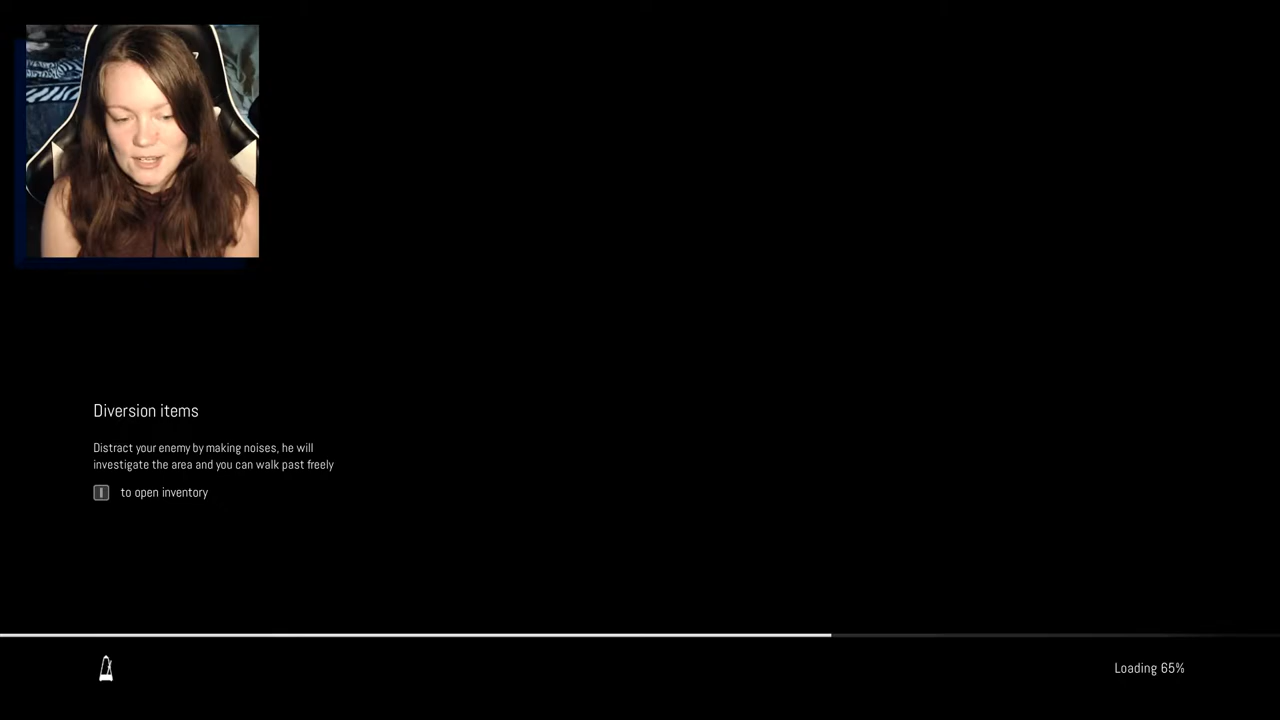 Diversion items
Distract your enemy by making noises, he will
investigate the area and you can walk past freely
I to open inventory
Loading 65%